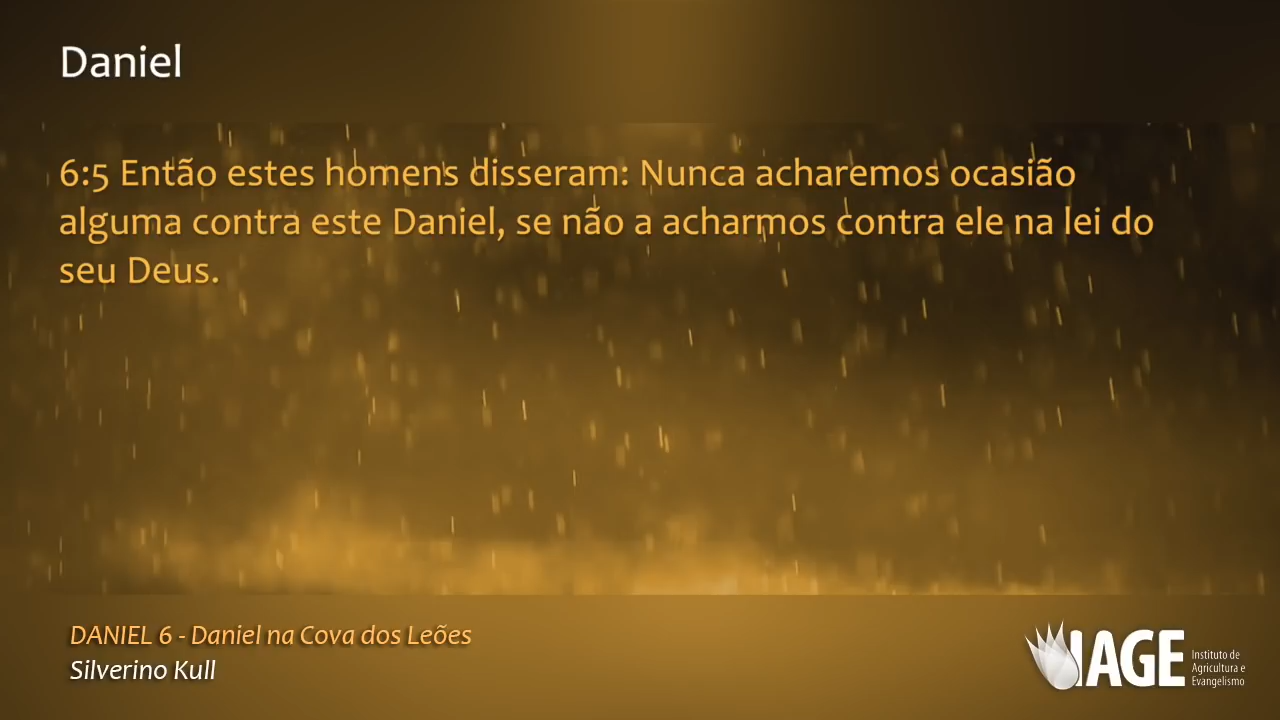 Daniel
6:5 Então estes homens disseram: Nunca acharemos ocasião
alguma contra este Daniel, se não a acharmos contra ele na lei do
seu Deus.
DANIEL 6 - Daniel na Cova dos Leões
Silverino Kull
IAGE
Instituto de
Agricultura e
Evangelismo